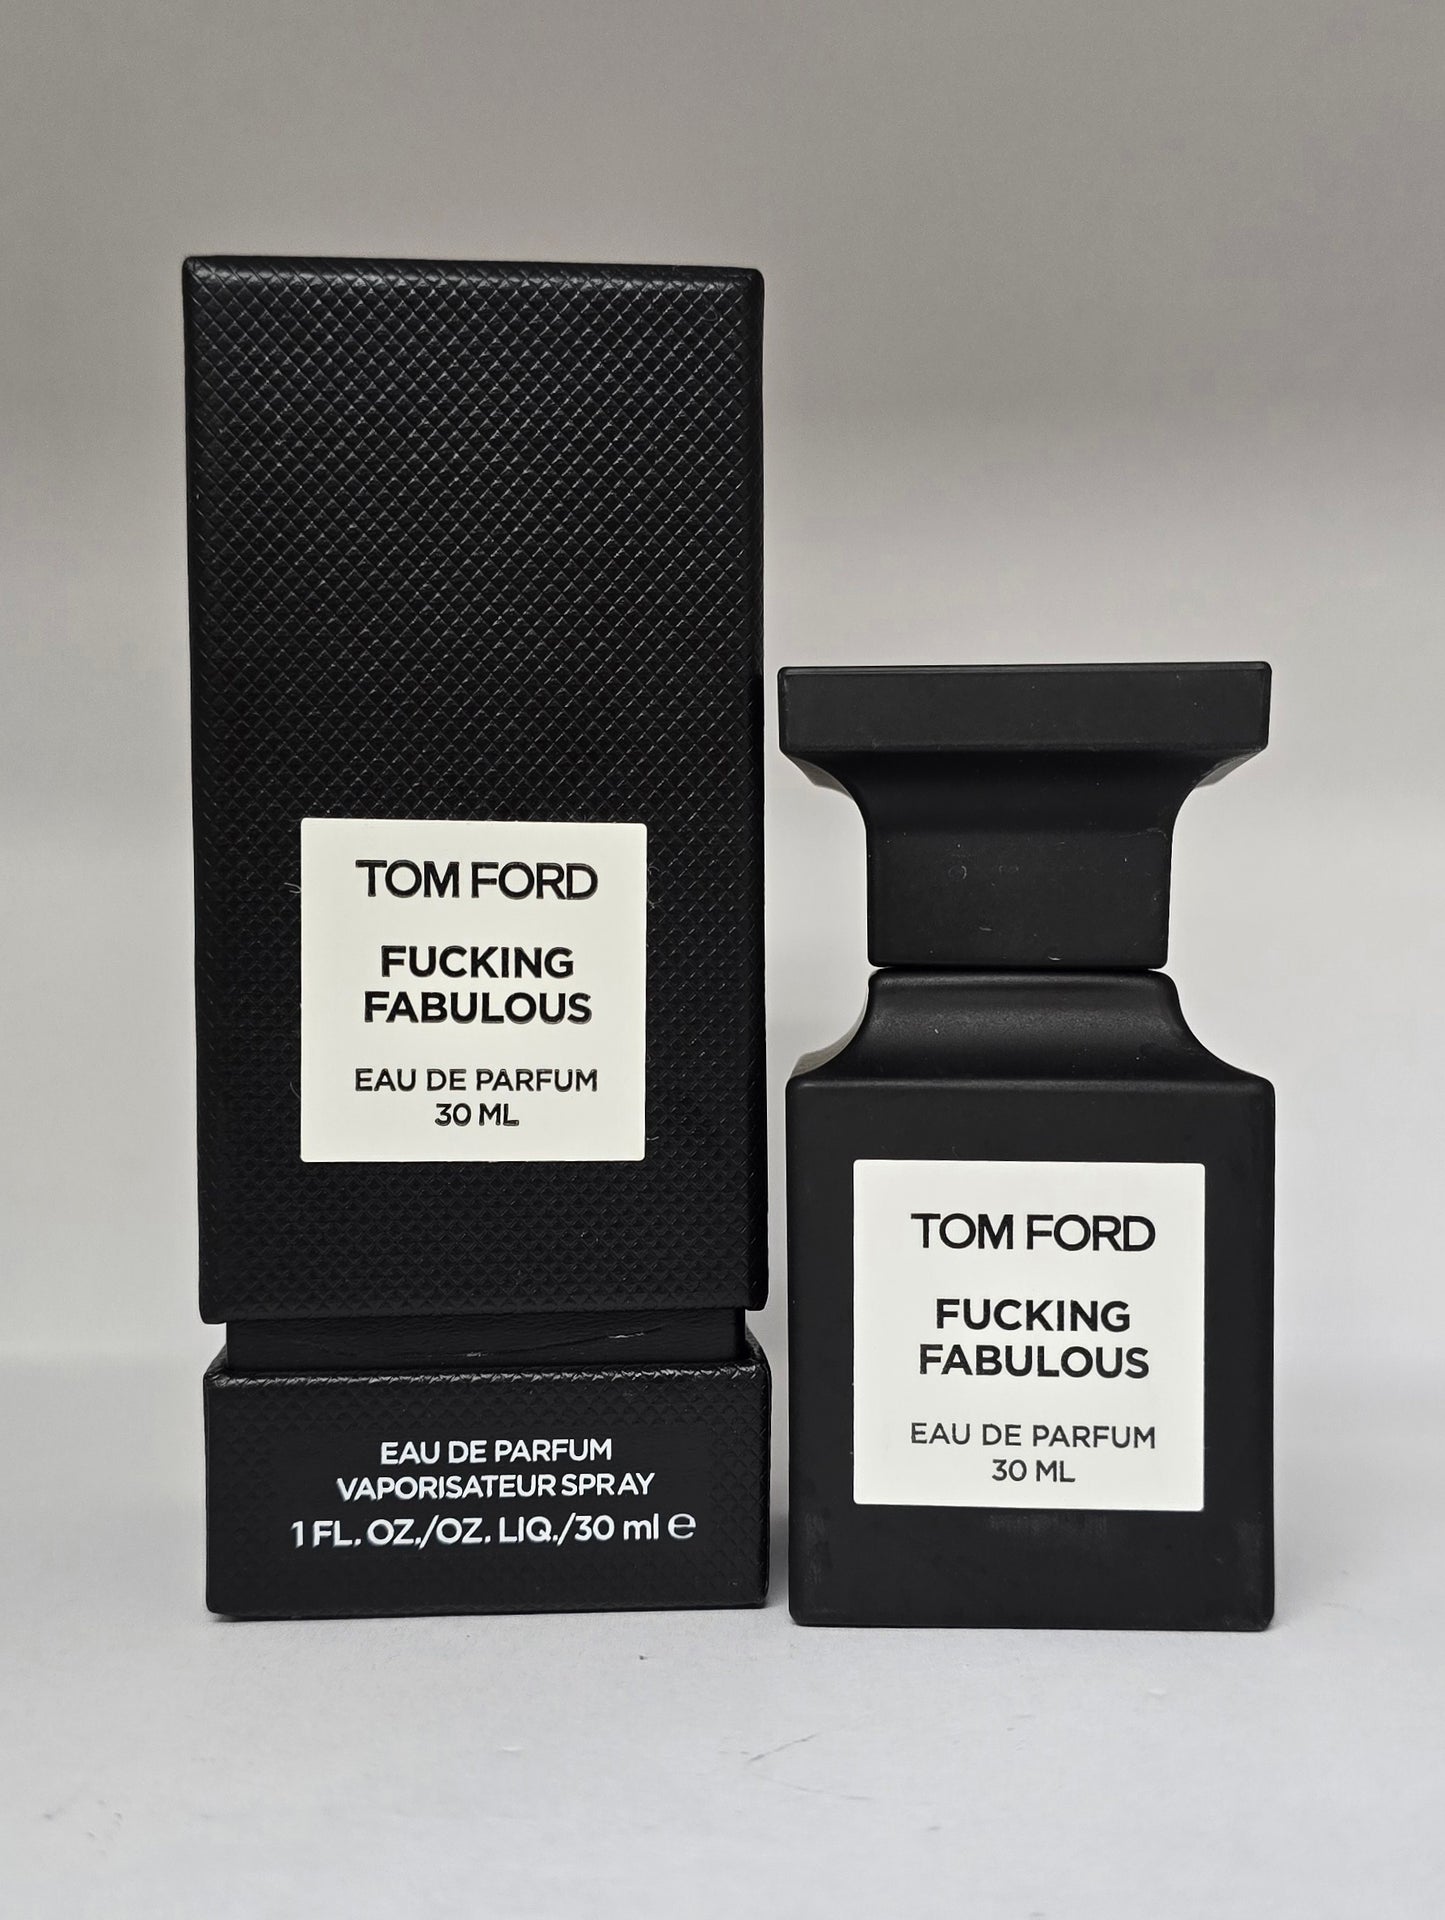 TOM FORD
FUCKING
FABULOUS
EAU DE PARFUM
30 ML
EAU DE PARFUM
VAPORISATEUR SPRAY
1 FL. OZ./OZ. LIQ./30 ml ℮
TOM FORD
FUCKING
FABULOUS
EAU DE PARFUM
30 ML